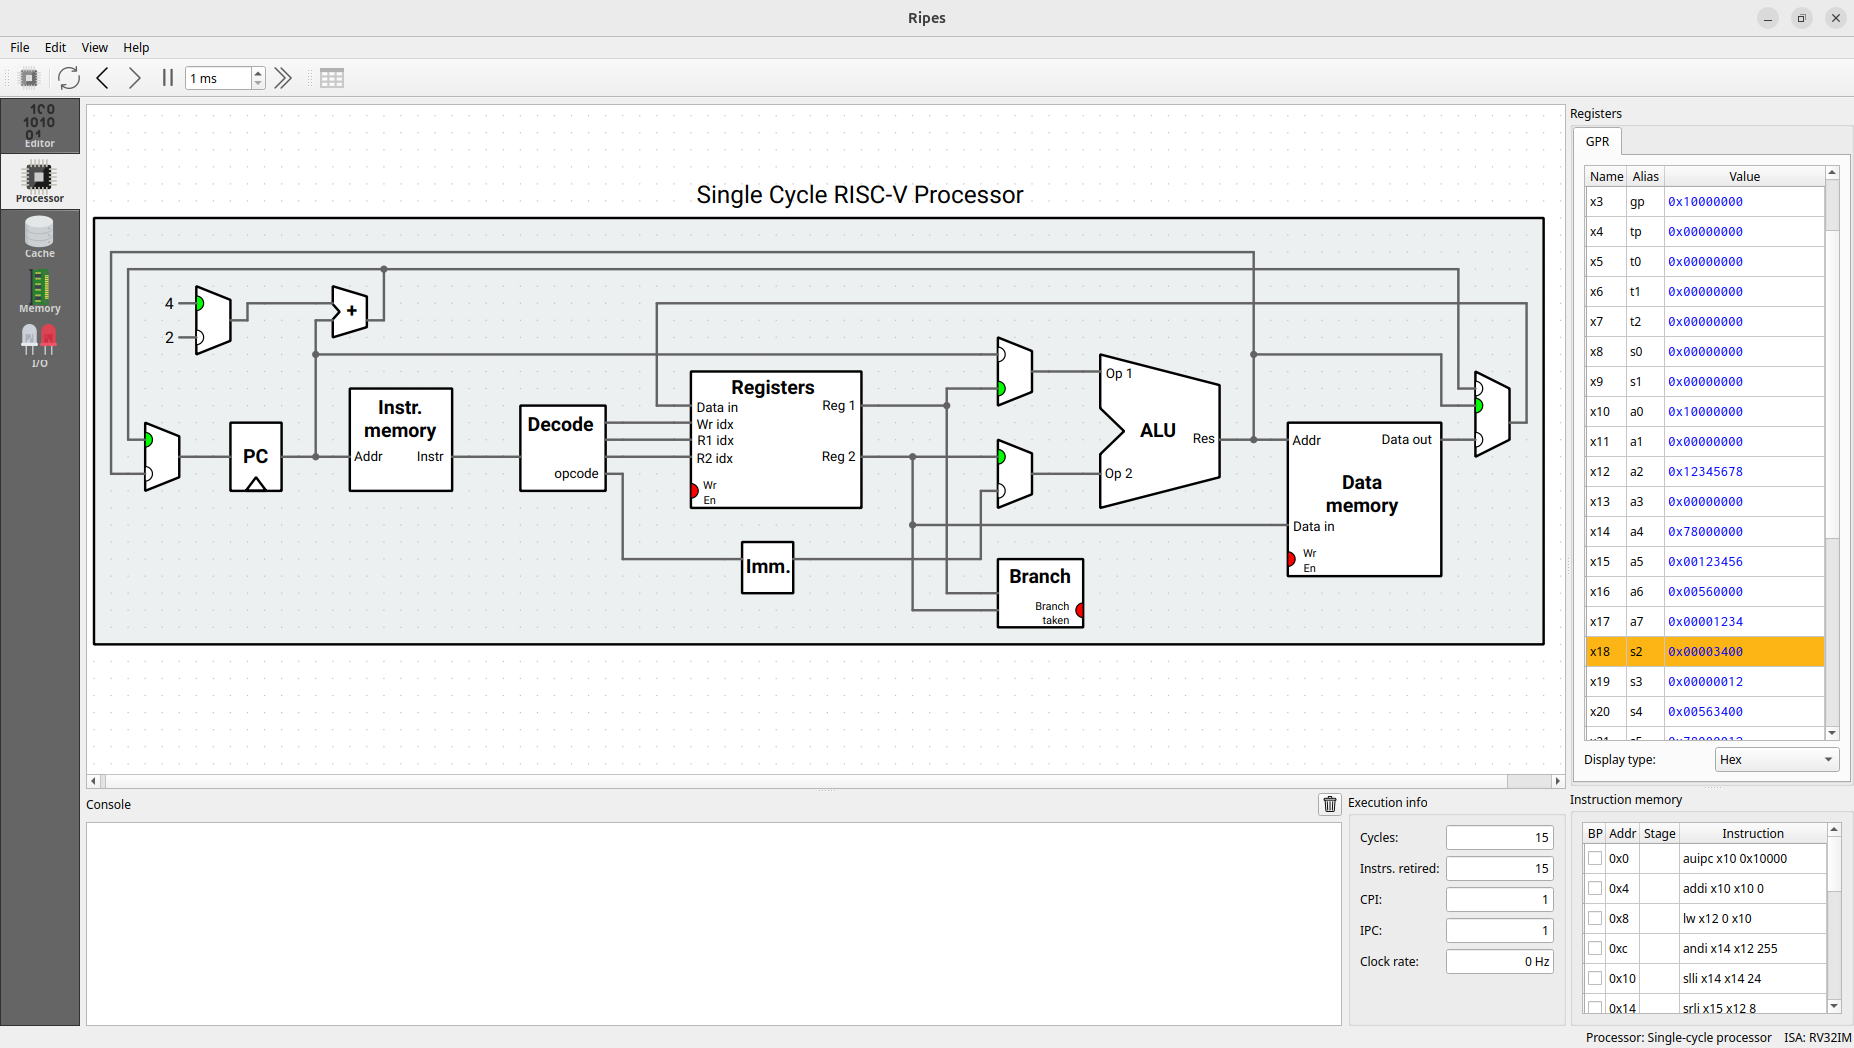 Ripes
File Edit View Help
1 ms
Editor
Processor
Cache
Memory
I/O
Single Cycle RISC-V Processor
4
2
+
PC
Instr. memory
Addr Instr
Decode
opcode
Registers
Data in
Wr idx
R1 idx
R2 idx
Wr En
Reg 1
Reg 2
Imm.
Op 1
Op 2
ALU
Res
Branch
Branch taken
Addr
Data out
Data memory
Data in
Wr En
Registers
GPR
Name Alias Value
x3 gp 0x10000000
x4 tp 0x00000000
x5 t0 0x00000000
x6 t1 0x00000000
x7 t2 0x00000000
x8 s0 0x00000000
x9 s1 0x00000000
x10 a0 0x10000000
x11 a1 0x00000000
x12 a2 0x12345678
x13 a3 0x00000000
x14 a4 0x78000000
x15 a5 0x00123456
x16 a6 0x00560000
x17 a7 0x00001234
x18 s2 0x00003400
x19 s3 0x00000012
x20 s4 0x00563400
x21 s5 0x78000012
Display type: Hex
Console
Execution info
Cycles: 15
Instrs. retired: 15
CPI: 1
IPC: 1
Clock rate: 0 Hz
Instruction memory
BP Addr Stage Instruction
0x0 auipc x10 0x10000
0x4 addi x10 x10 0
0x8 lw x12 0 x10
0xc andi x14 x12 255
0x10 slli x14 x14 24
0x14 srli x15 x12 8
Processor: Single-cycle processor ISA: RV32IM